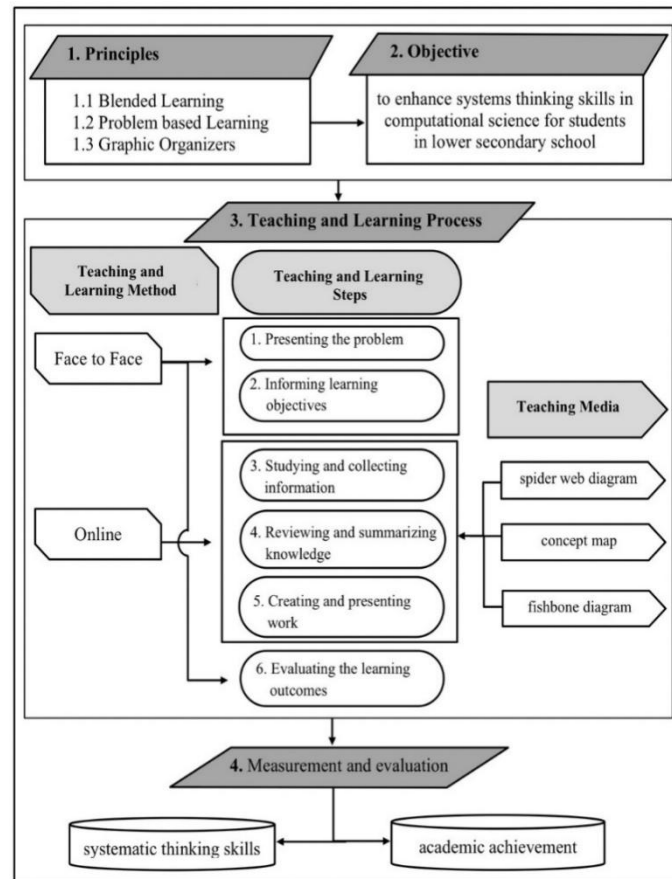 1. Principles
1.1 Blended Learning
1.2 Problem based Learning
1.3 Graphic Organizers
2. Objective
to enhance systems thinking skills in
computational science for students
in lower secondary school
3. Teaching and Learning Process
Teaching and
Learning Method
Teaching and Learning
Steps
Face to Face
1. Presenting the problem
2. Informing learning
objectives
Teaching Media
3. Studying and collecting
information
spider web diagram
Online
4. Reviewing and summarizing
knowledge
concept map
5. Creating and presenting
work
fishbone diagram
6. Evaluating the learning
outcomes
4. Measurement and evaluation
systematic thinking skills
academic achievement